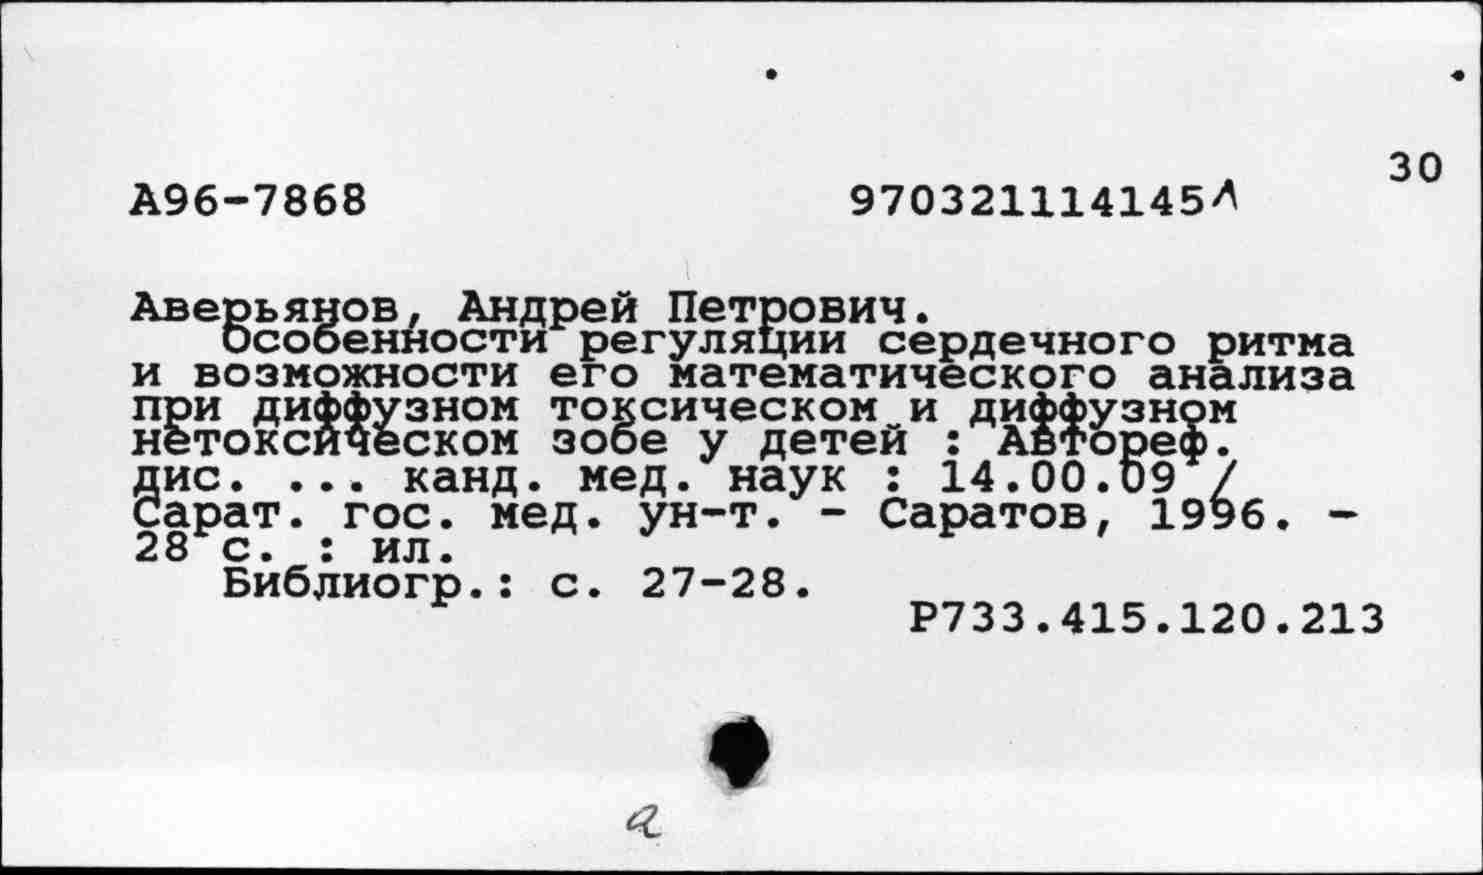 30
А96-7868 970321114145Л
Аверьянов, Андрей Петрович.
Особенности регуляции сердечного ритма
и возможности его математического анализа
при диффузном токсическом и диффузном
нетоксическом зобе у детей : Автореф.
дис. ... канд. мед. наук : 14.00.09 /
Сарат. гос. мед. ун-т. - Саратов, 1996. -
28 с. : ил.
Библиогр.: с. 27-28.
Р733.415.120.213
а